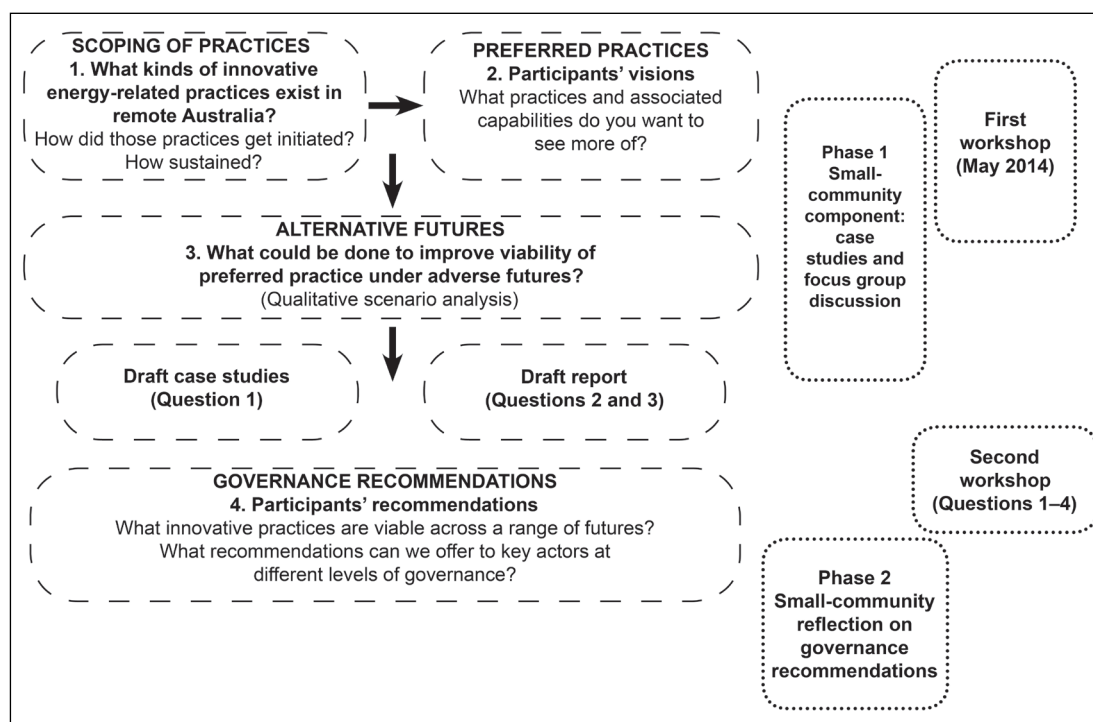 SCOPING OF PRACTICES
1. What kinds of innovative
energy-related practices exist in
remote Australia?
How did those practices get initiated?
How sustained?
PREFERRED PRACTICES
2. Participants’ visions
What practices and associated
capabilities do you want to
see more of?
First
workshop
(May 2014)
Phase 1
Small-
community
component:
case
studies and
focus group
discussion
ALTERNATIVE FUTURES
3. What could be done to improve viability of
preferred practice under adverse futures?
(Qualitative scenario analysis)
Draft case studies
(Question 1)
Draft report
(Questions 2 and 3)
Second
workshop
(Questions 1–4)
GOVERNANCE RECOMMENDATIONS
4. Participants’ recommendations
What innovative practices are viable across a range of futures?
What recommendations can we offer to key actors at
different levels of governance?
Phase 2
Small-community
reflection on
governance
recommendations